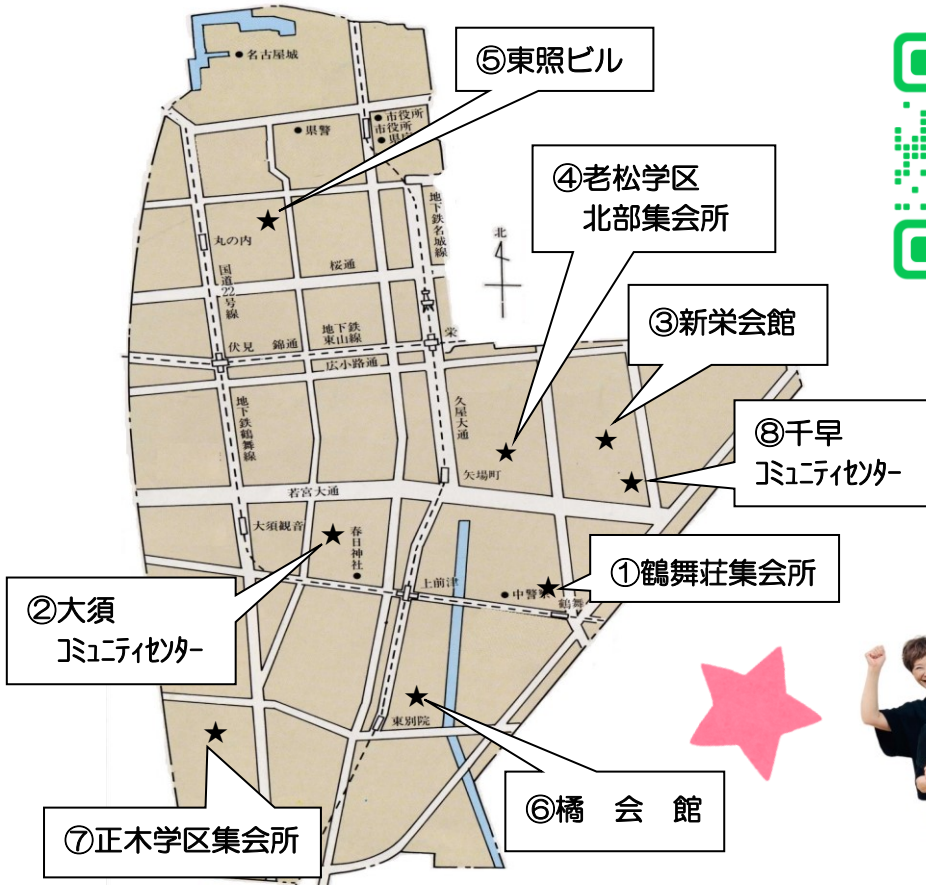 名古屋城
⑤東照ビル
市役所
市役所
県警
④老松学区
北部集会所
地下鉄名城線
丸の内
北
桜通
国道22号線
③新栄会館
地下鉄
東山線
栄
伏見
錦通
広小路通
地下鉄鶴舞線
久屋大通
⑧千早
コミュニティセンター
矢場町
若宮大通
大須観音
春日神社
①鶴舞荘集会所
上前津
中警察
鶴舞
②大須
コミュニティセンター
東別院
⑥橘 会 館
⑦正木学区集会所